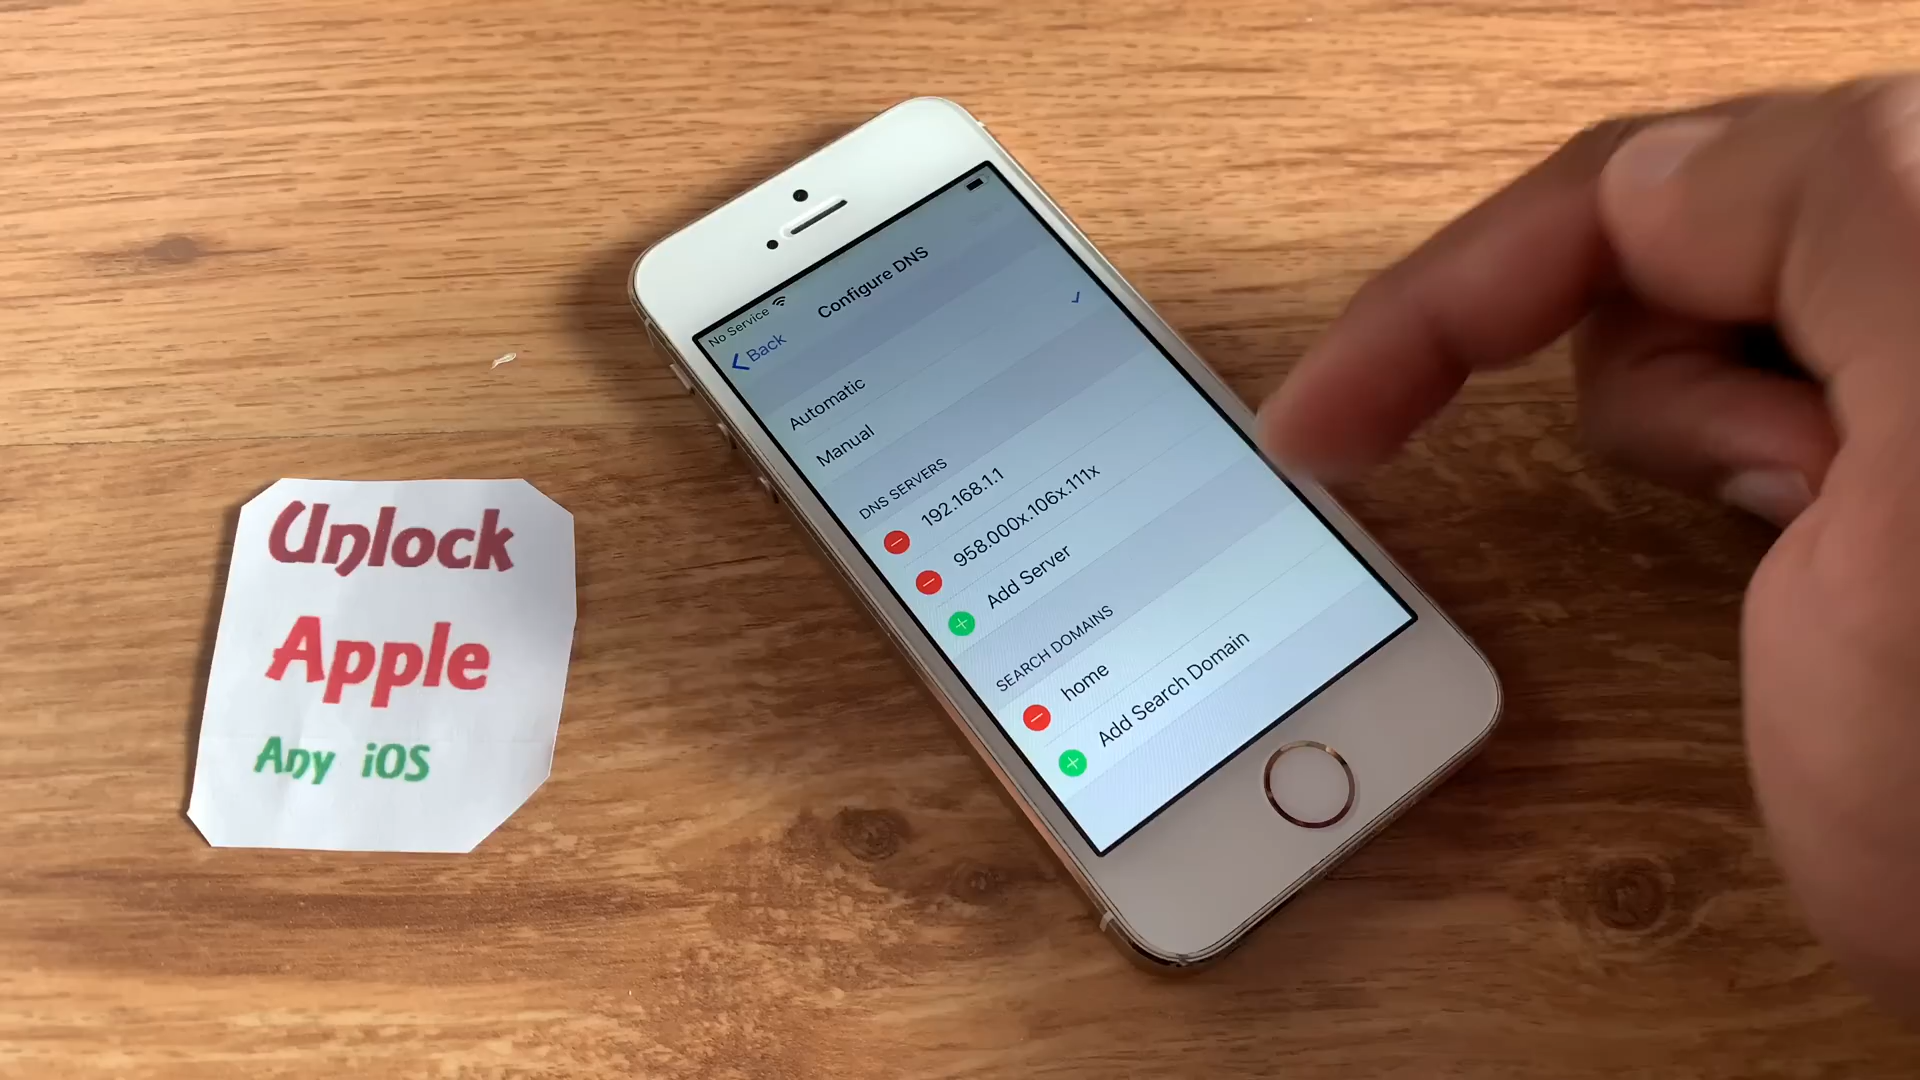 Unlock
Apple
Any iOS
No Service
Back
Configure DNS
Automatic
Manual
DNS SERVERS
192.168.1.1
958.000x.106x.111x
Add Server
SEARCH DOMAINS
home
Add Search Domain